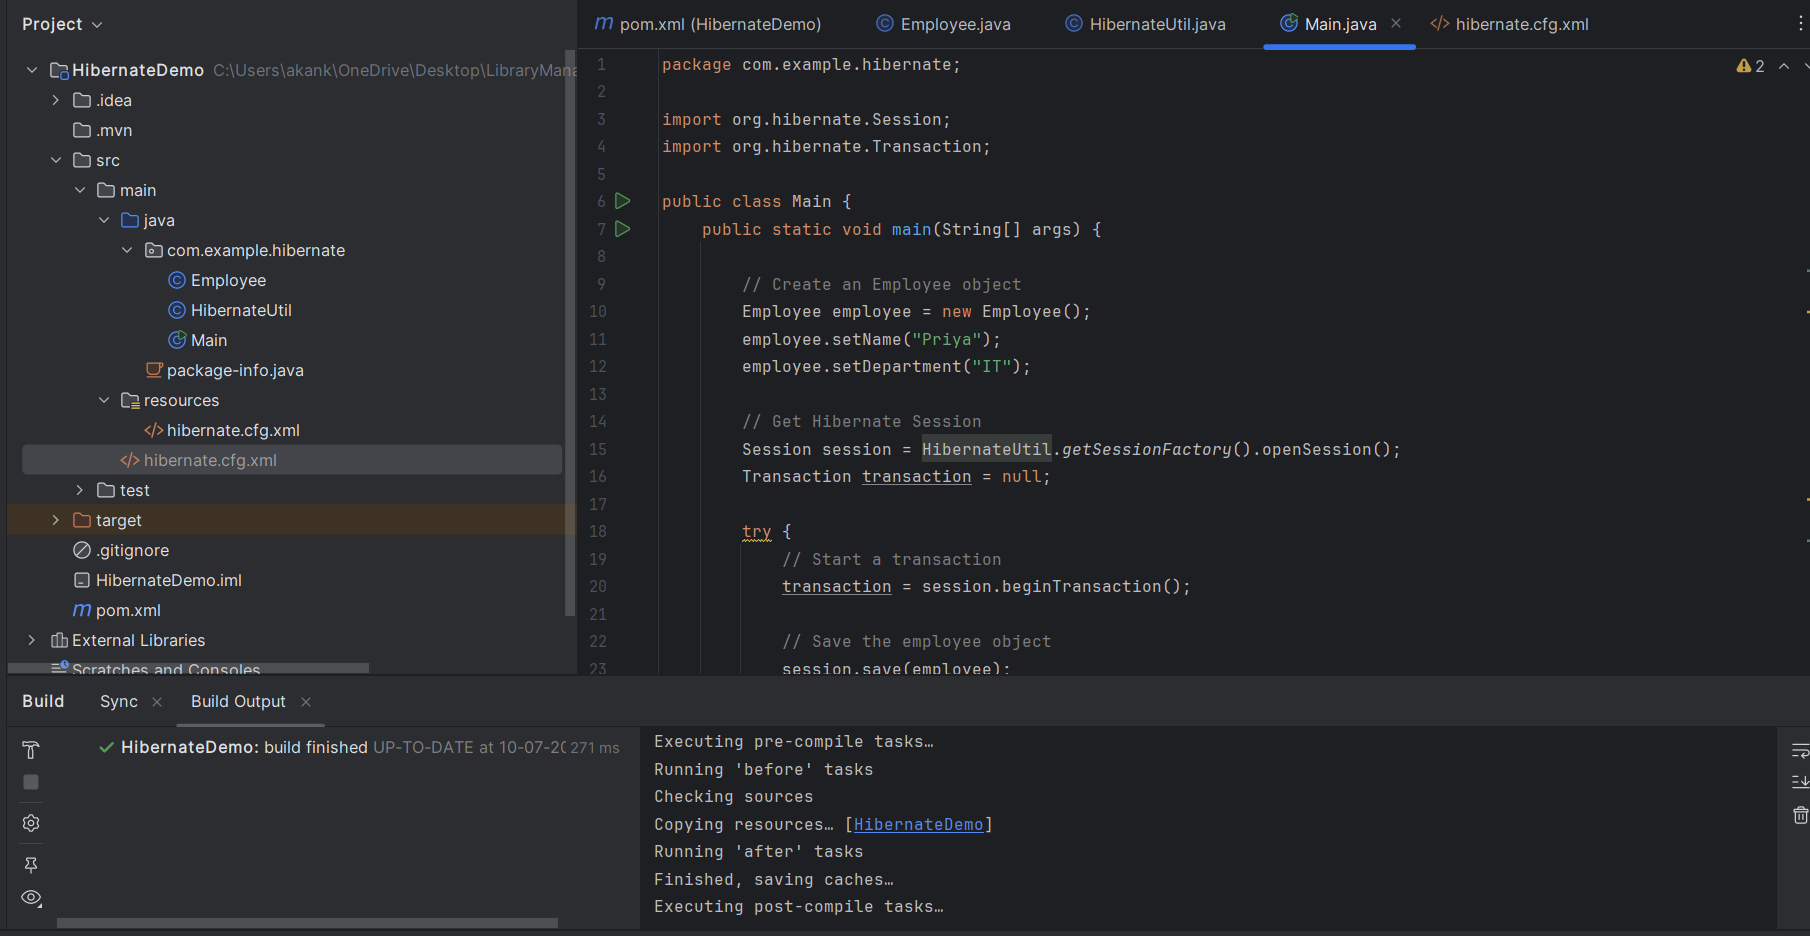 Project
pom.xml (HibernateDemo) Employee.java HibernateUtil.java Main.java hibernate.cfg.xml
HibernateDemo C:\Users\akank\OneDrive\Desktop\LibraryMana
.idea
.mvn
src
main
java
com.example.hibernate
Employee
HibernateUtil
Main
package-info.java
resources
hibernate.cfg.xml
hibernate.cfg.xml
test
target
.gitignore
HibernateDemo.iml
pom.xml
External Libraries
Scratches and Consoles
2
1 package com.example.hibernate;
2
3 import org.hibernate.Session;
4 import org.hibernate.Transaction;
5
6 public class Main {
7 public static void main(String[] args) {
8
9 // Create an Employee object
10 Employee employee = new Employee();
11 employee.setName("Priya");
12 employee.setDepartment("IT");
13
14 // Get Hibernate Session
15 Session session = HibernateUtil.getSessionFactory().openSession();
16 Transaction transaction = null;
17
18 try {
19 // Start a transaction
20 transaction = session.beginTransaction();
21
22 // Save the employee object
23 session.save(employee);
Build Sync Build Output
HibernateDemo: build finished UP-TO-DATE at 10-07-20 271 ms
Executing pre-compile tasks…
Running 'before' tasks
Checking sources
Copying resources… [HibernateDemo]
Running 'after' tasks
Finished, saving caches…
Executing post-compile tasks…